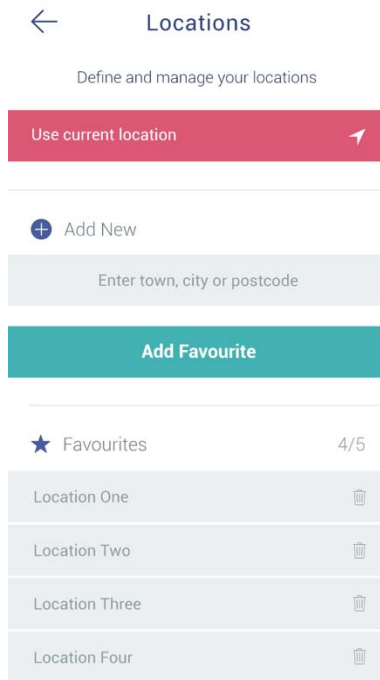 Locations
Define and manage your locations
Use current location
Add New
Enter town, city or postcode
Add Favourite
Favourites 4/5
Location One
Location Two
Location Three
Location Four